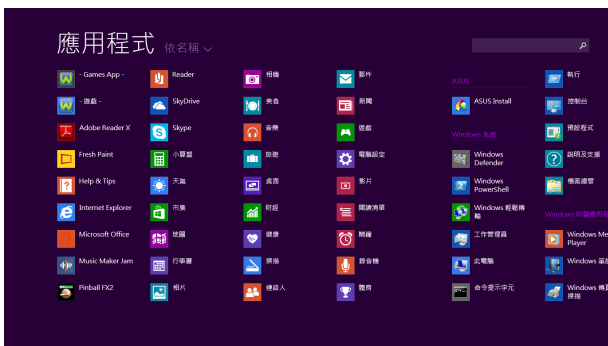 應用程式 依名稱
- Games App -
- 遊戲 -
Adobe Reader X
Fresh Paint
Help & Tips
Internet Explorer
Microsoft Office
Music Maker Jam
Pinball FX2
Reader
SkyDrive
Skype
小算盤
天氣
市集
地圖
行事曆
相片
相機
美食
音樂
旅遊
桌面
財經
健康
掃描
連絡人
郵件
新聞
遊戲
電腦設定
影片
閱讀清單
鬧鐘
錄音機
體育
ASUS
ASUS Install
Windows 系統
Windows
Defender
Windows
PowerShell
Windows 輕鬆傳
輸
工作管理員
此電腦
命令提示字元
執行
控制台
預設程式
說明及支援
檔案總管
Windows 附屬應用程
Windows Me
Player
Windows 筆記
Windows 傳真
掃描